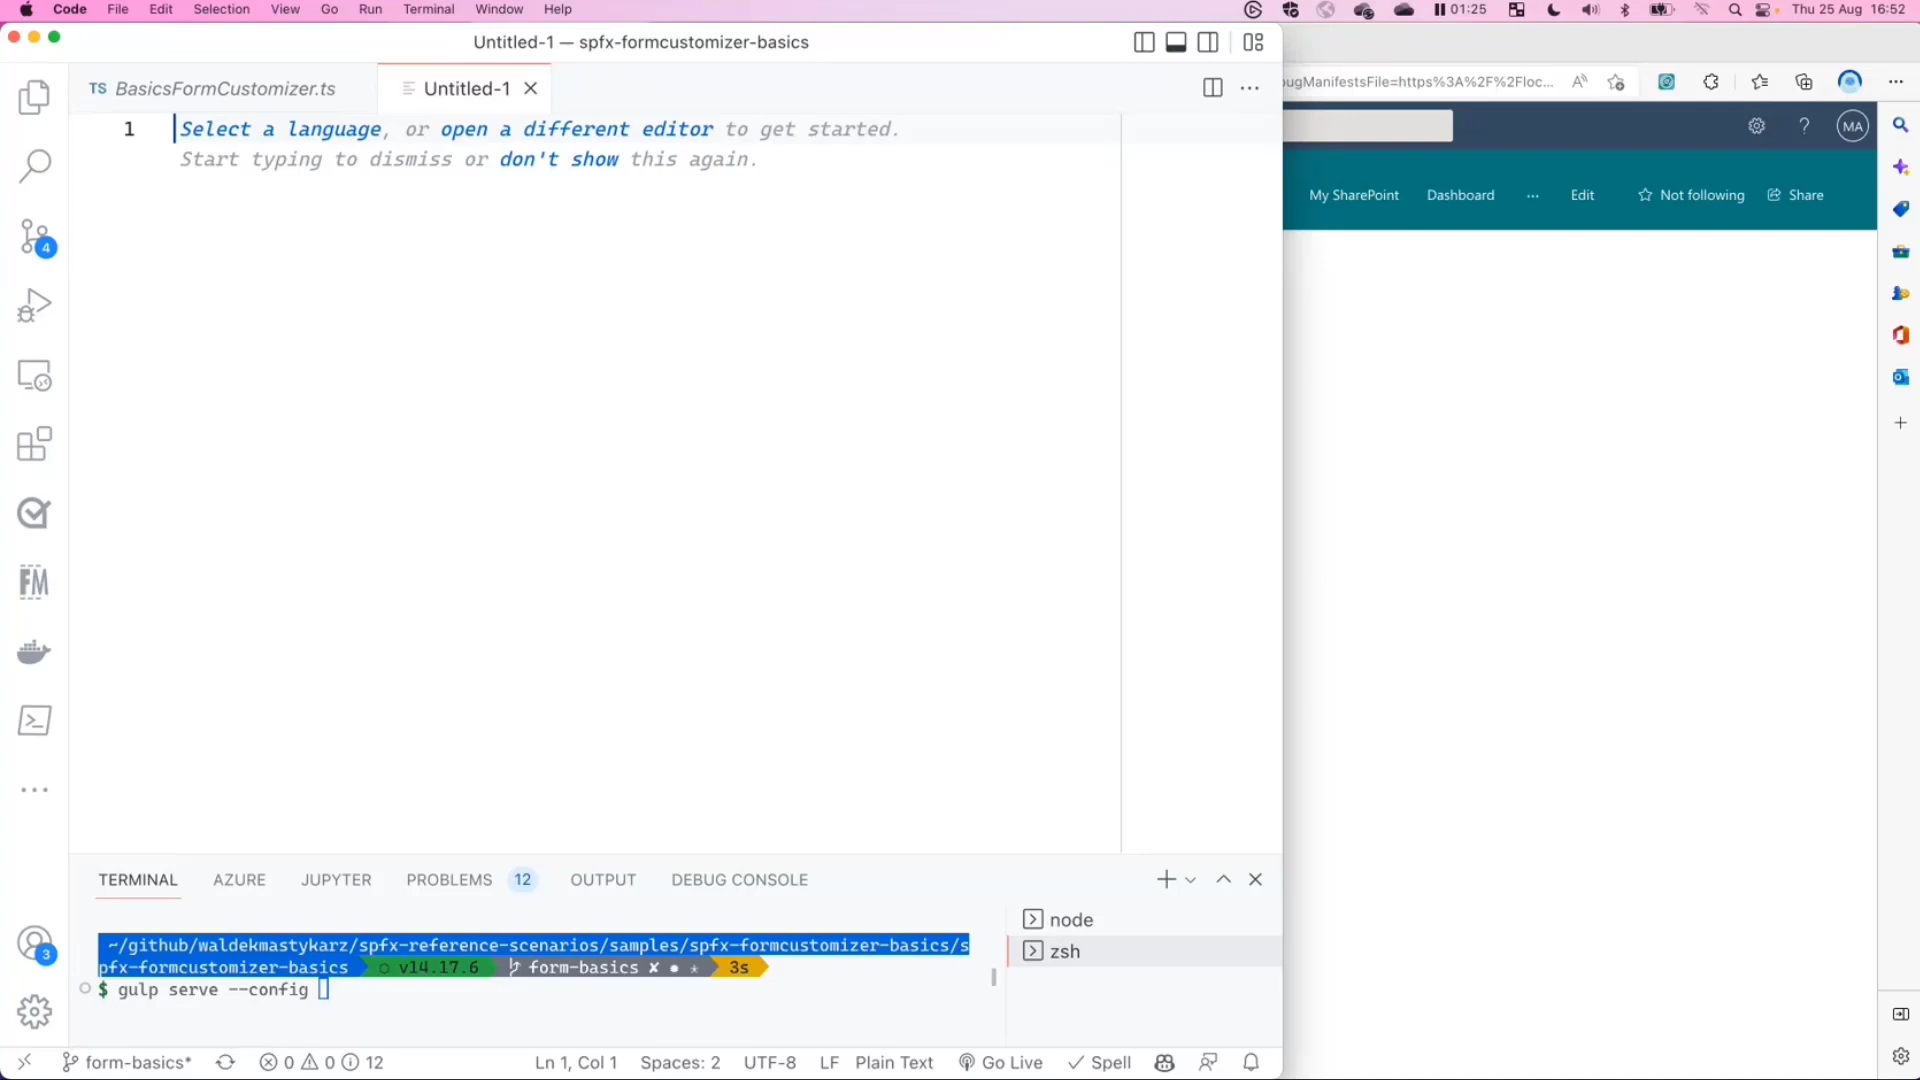 Code File Edit Selection View Go Run Terminal Window Help 01:25 Thu 25 Aug 16:52
Untitled-1 — spfx-formcustomizer-basics
TS BasicsFormCustomizer.ts Untitled-1
ougManifestsFile=https%3A%2F%2Floc...
1 Select a language, or open a different editor to get started.
Start typing to dismiss or don't show this again.
MA
My SharePoint Dashboard ... Edit Not following Share
4
FM
TERMINAL AZURE JUPYTER PROBLEMS 12 OUTPUT DEBUG CONSOLE
node
zsh
~/github/waldekmastykarz/spfx-reference-scenarios/samples/spfx-formcustomizer-basics/s
pfx-formcustomizer-basics v14.17.6 form-basics ✘ ● ★ 3s
$ gulp serve --config
3
form-basics* 0 0 12 Ln 1, Col 1 Spaces: 2 UTF-8 LF Plain Text Go Live Spell